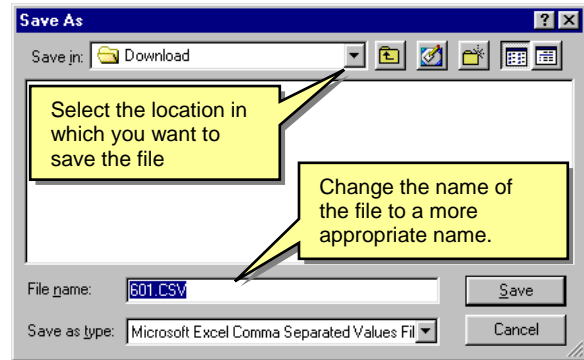 Save As
Save in: Download
Select the location in
which you want to
save the file
Change the name of
the file to a more
appropriate name.
File name: 601.CSV Save
Save as type: Microsoft Excel Comma Separated Values Fil Cancel